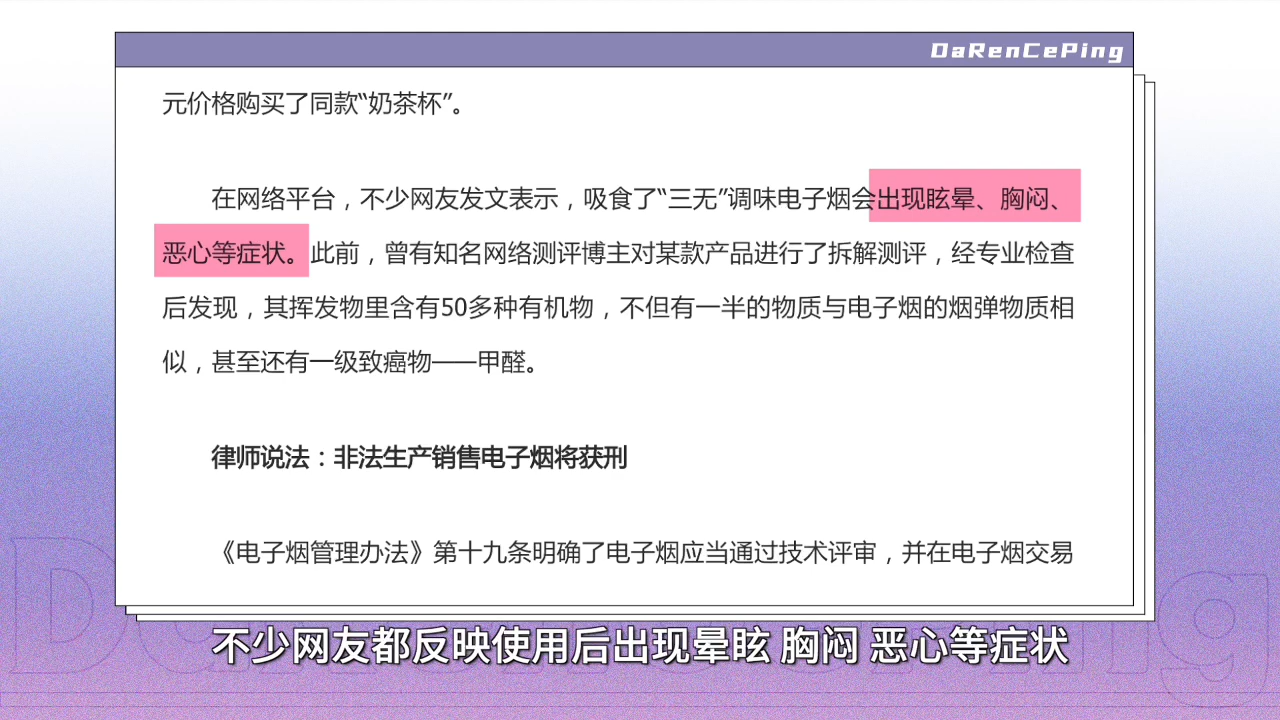 DaRenCePing
元价格购买了同款“奶茶杯”。
在网络平台，不少网友发文表示，吸食了“三无”调味电子烟会出现眩晕、胸闷、
恶心等症状。此前，曾有知名网络测评博主对某款产品进行了拆解测评，经专业检查
后发现，其挥发物里含有50多种有机物，不但有一半的物质与电子烟的烟弹物质相
似，甚至还有一级致癌物——甲醛。
律师说法：非法生产销售电子烟将获刑
《电子烟管理办法》第十九条明确了电子烟应当通过技术评审，并在电子烟交易
不少网友都反映使用后出现晕眩 胸闷 恶心等症状
DaRenCePing